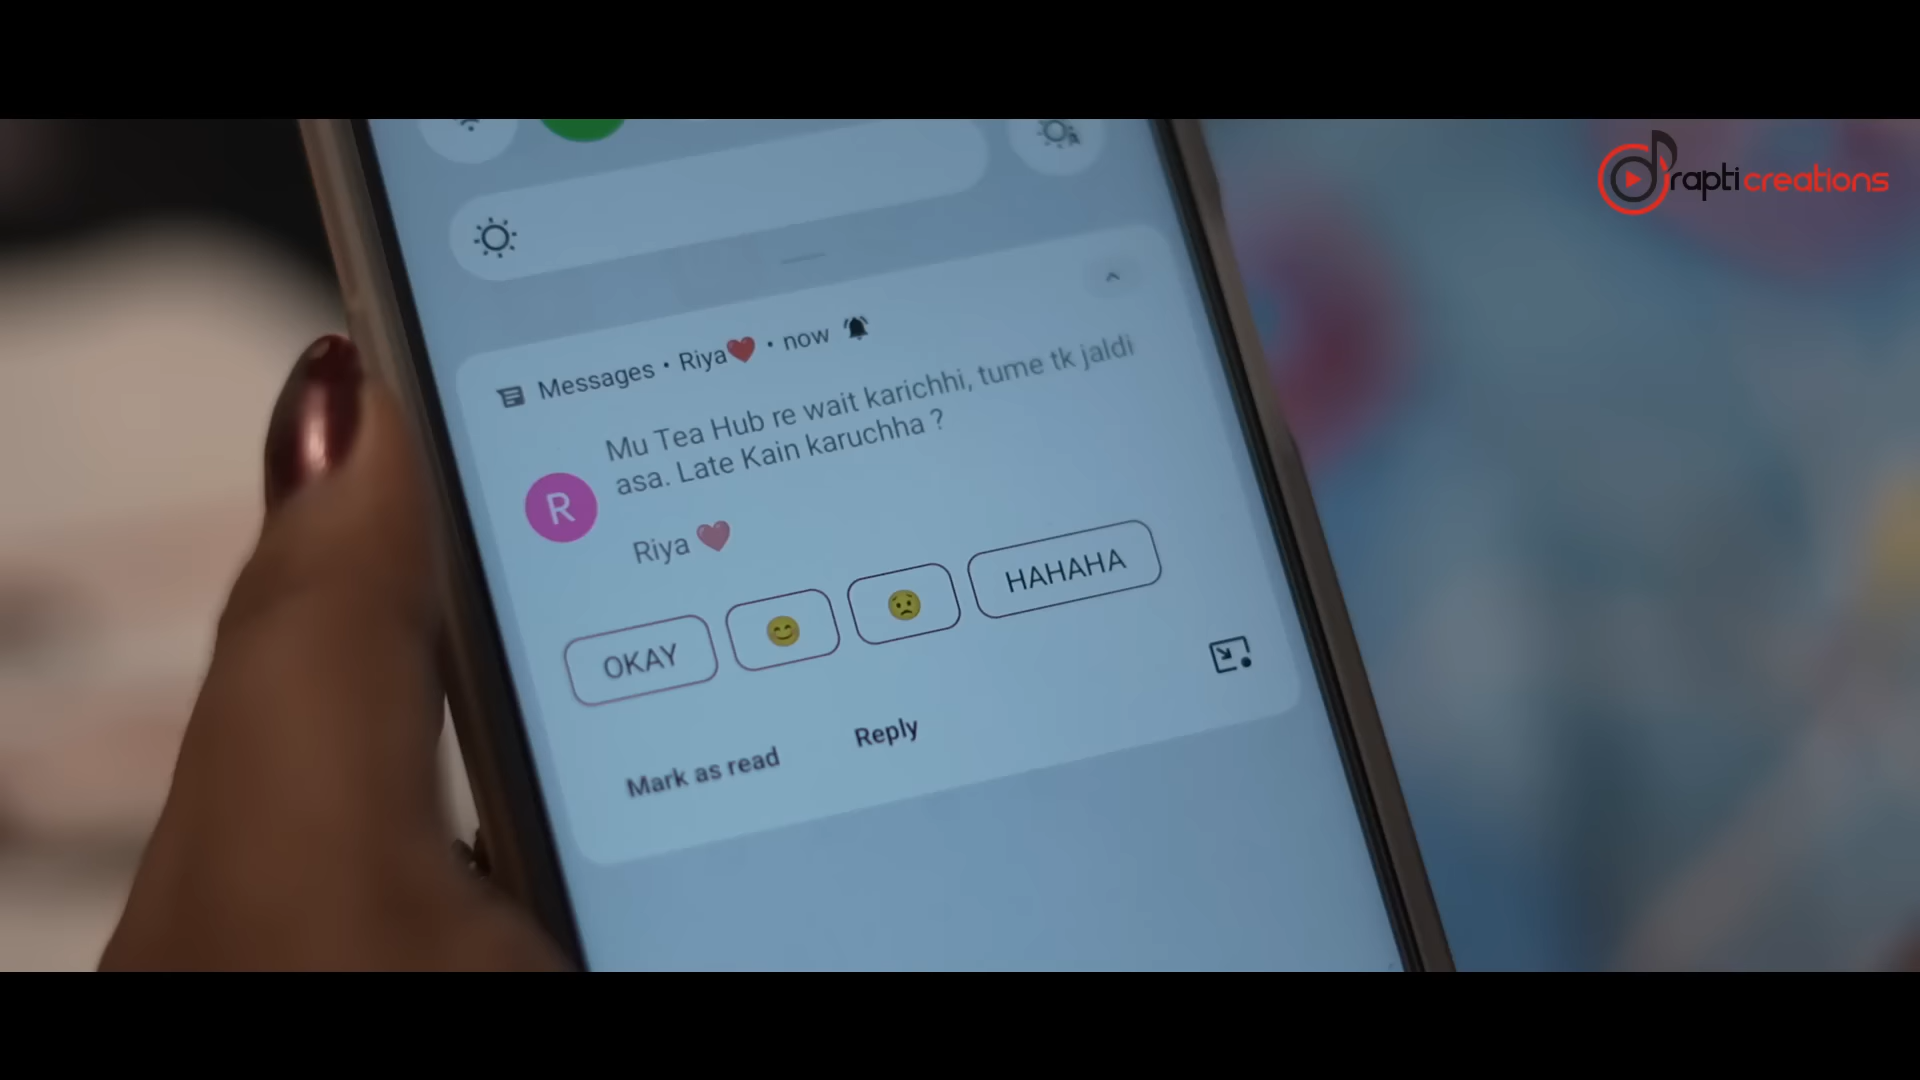 rapti creations
Messages • Riya❤️ • now
Mu Tea Hub re wait karichhi, tume tk jaldi
asa. Late Kain karuchha ?
R
Riya ❤️
OKAY 😊 😟 HAHAHA
Mark as read Reply